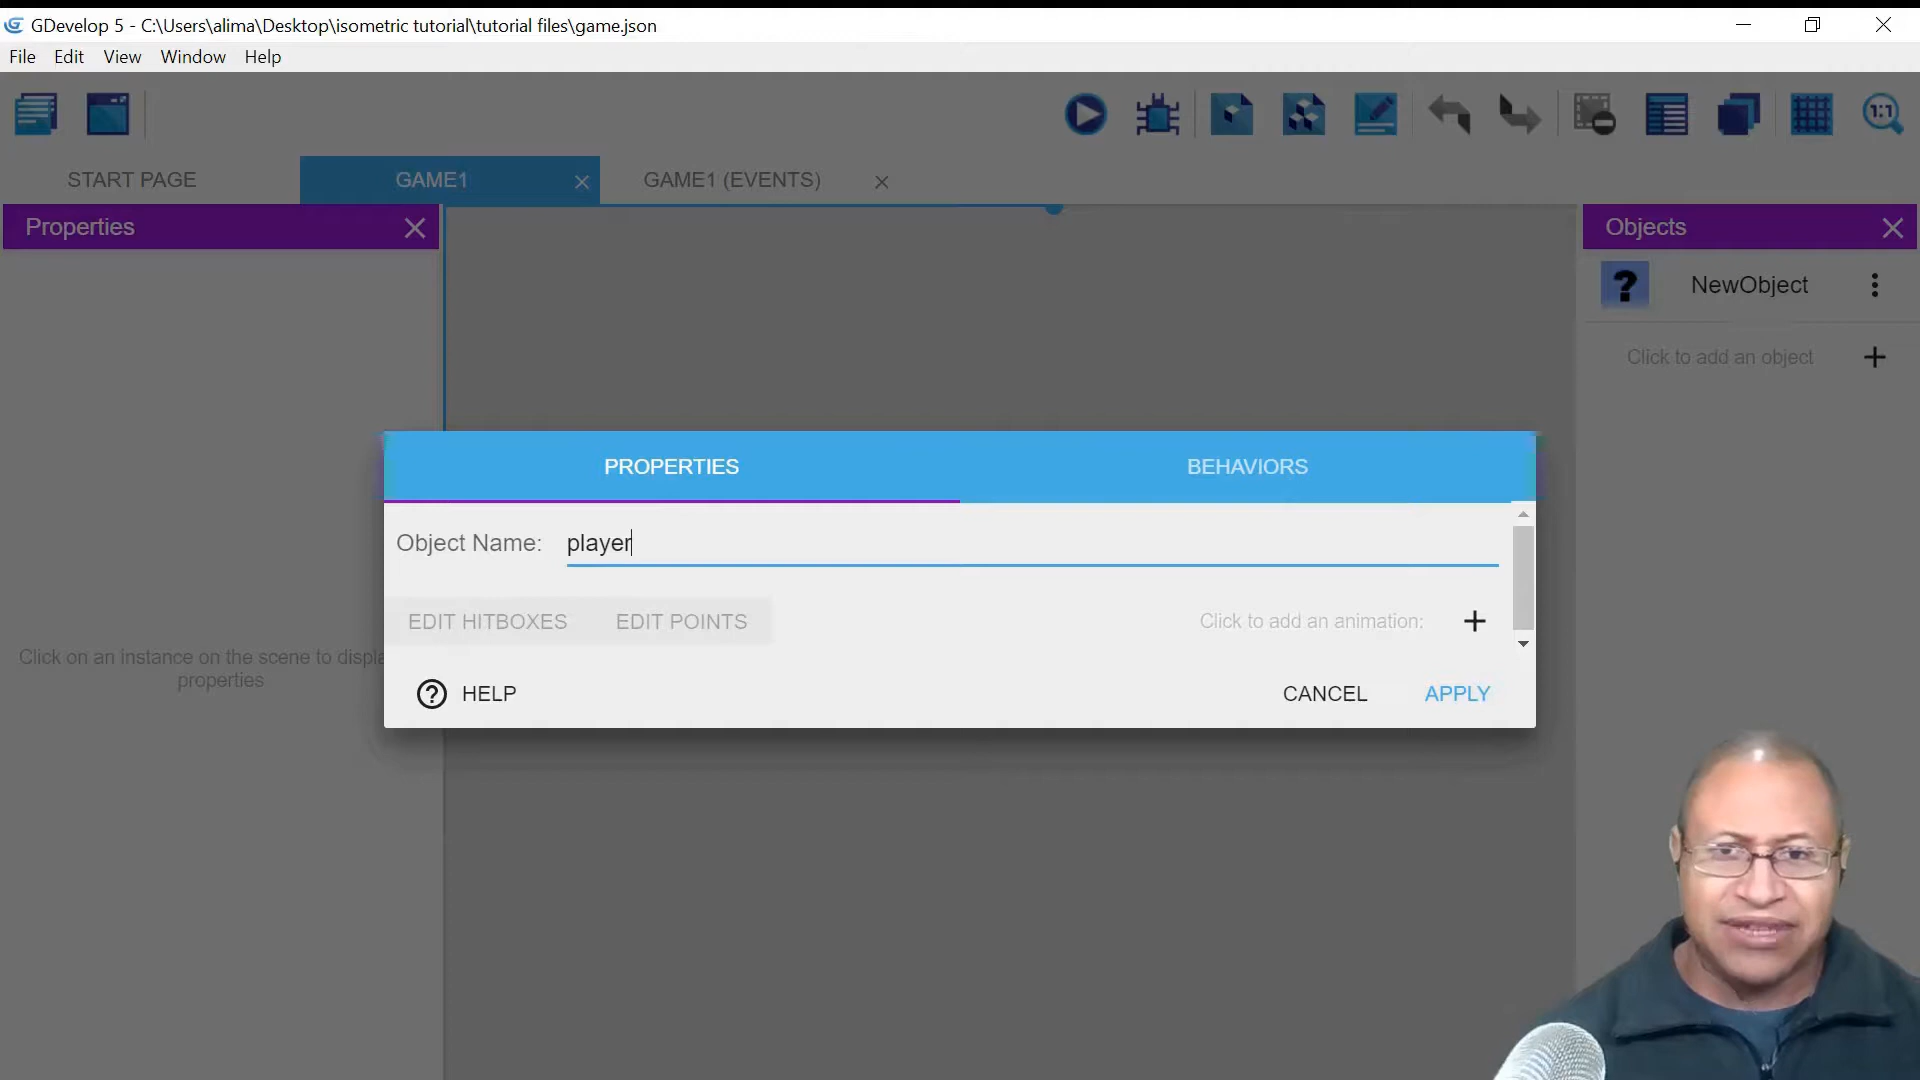 GDevelop 5 - C:\Users\alima\Desktop\isometric tutorial\tutorial files\game.json
File Edit View Window Help
1:1
START PAGE GAME1 GAME1 (EVENTS)
Properties
Objects
? NewObject
Click to add an object
PROPERTIES BEHAVIORS
Object Name: player
EDIT HITBOXES EDIT POINTS Click to add an animation:
Click on an instance on the scene to displa
properties
? HELP CANCEL APPLY